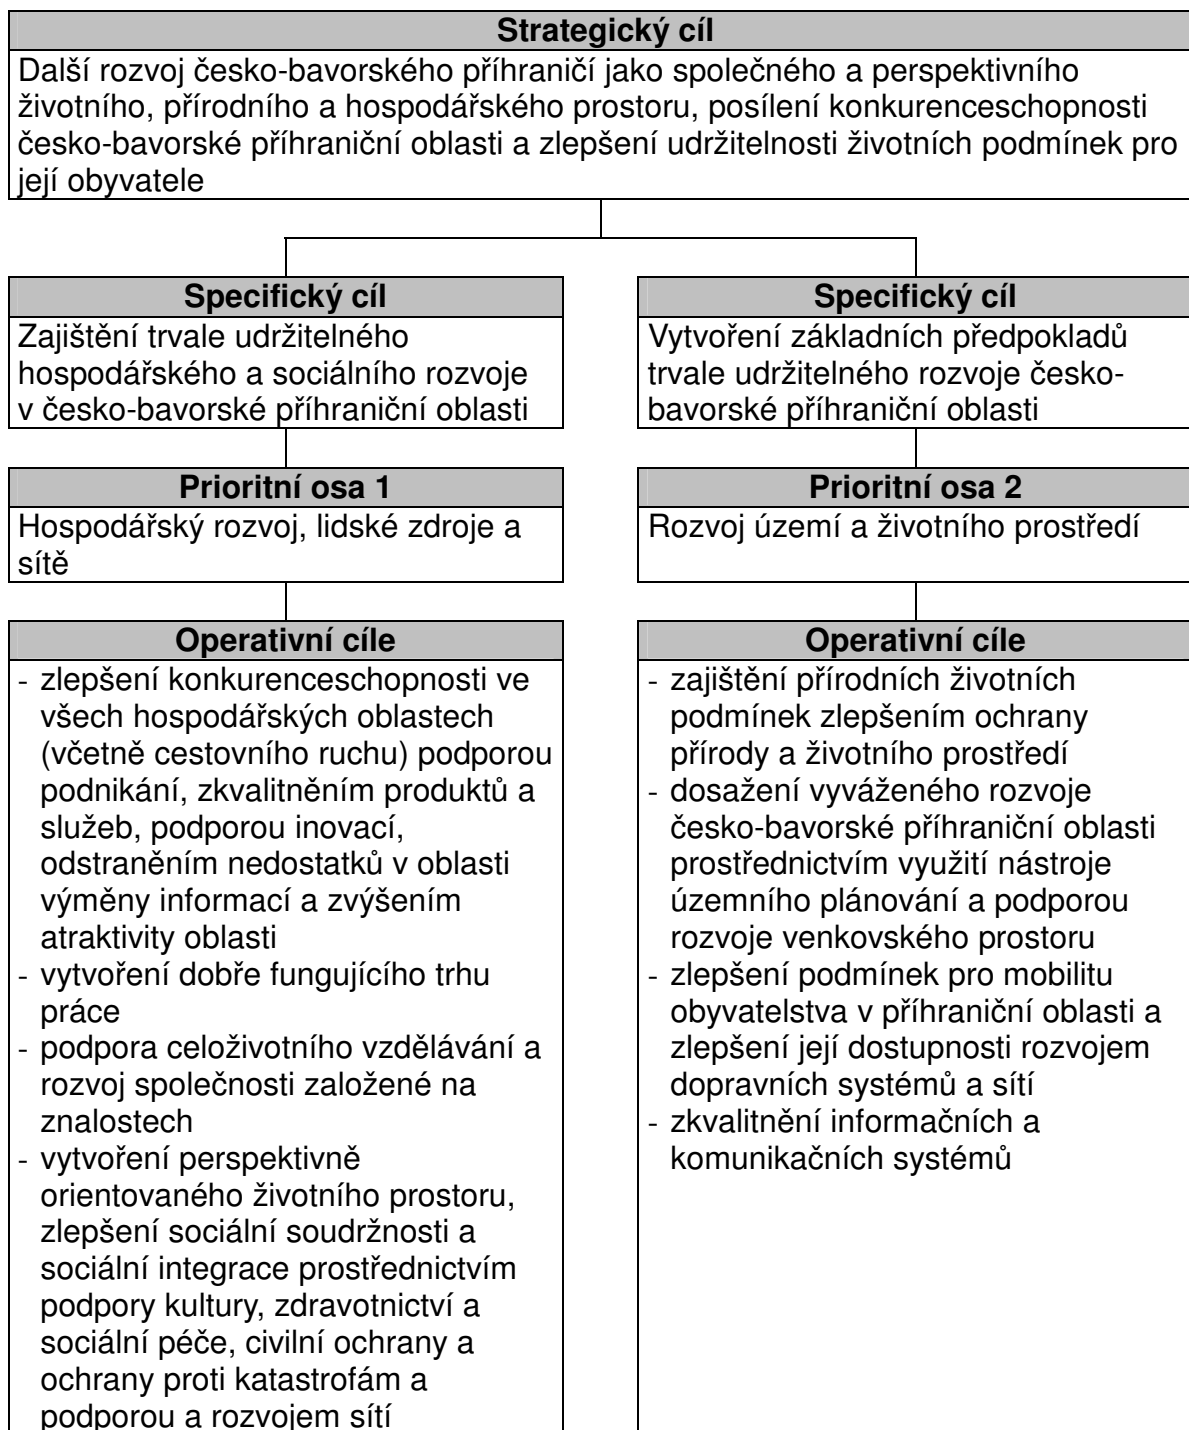 Strategický cíl
Další rozvoj česko-bavorského příhraničí jako společného a perspektivního
životního, přírodního a hospodářského prostoru, posílení konkurenceschopnosti
česko-bavorské příhraniční oblasti a zlepšení udržitelnosti životních podmínek pro
její obyvatele
Specifický cíl
Zajištění trvale udržitelného
hospodářského a sociálního rozvoje
v česko-bavorské příhraniční oblasti
Prioritní osa 1
Hospodářský rozvoj, lidské zdroje a
sítě
Operativní cíle
- zlepšení konkurenceschopnosti ve
všech hospodářských oblastech
(včetně cestovního ruchu) podporou
podnikání, zkvalitněním produktů a
služeb, podporou inovací,
odstraněním nedostatků v oblasti
výměny informací a zvýšením
atraktivity oblasti
- vytvoření dobře fungujícího trhu
práce
- podpora celoživotního vzdělávání a
rozvoj společnosti založené na
znalostech
- vytvoření perspektivně
orientovaného životního prostoru,
zlepšení sociální soudržnosti a
sociální integrace prostřednictvím
podpory kultury, zdravotnictví a
sociální péče, civilní ochrany a
ochrany proti katastrofám a
podporou a rozvojem sítí
Specifický cíl
Vytvoření základních předpokladů
trvale udržitelného rozvoje česko-
bavorské příhraniční oblasti
Prioritní osa 2
Rozvoj území a životního prostředí
Operativní cíle
- zajištění přírodních životních
podmínek zlepšením ochrany
přírody a životního prostředí
- dosažení vyváženého rozvoje
česko-bavorské příhraniční oblasti
prostřednictvím využití nástroje
územního plánování a podporou
rozvoje venkovského prostoru
- zlepšení podmínek pro mobilitu
obyvatelstva v příhraniční oblasti a
zlepšení její dostupnosti rozvojem
dopravních systémů a sítí
- zkvalitnění informačních a
komunikačních systémů